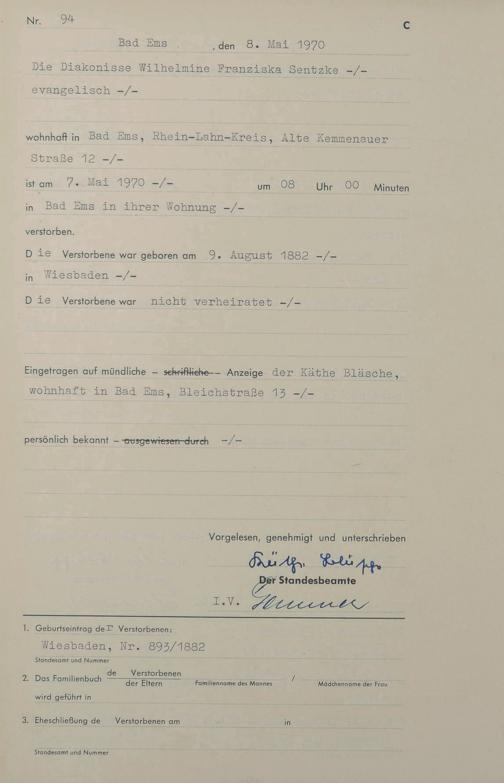 Nr. 94
C
Bad Ems , den 8. Mai 1970
Die Diakonisse Wilhelmine Franziska Sentzke -/-
evangelisch -/-
wohnhaft in Bad Ems, Rhein-Lahn-Kreis, Alte Kemmenauer
Straße 12 -/-
ist am 7. Mai 1970 -/- um 08 Uhr 00 Minuten
in Bad Ems in ihrer Wohnung -/-
verstorben.
D ie Verstorbene war geboren am 9. August 1882 -/-
in Wiesbaden -/-
D ie Verstorbene war nicht verheiratet -/-
Eingetragen auf mündliche – schriftliche – Anzeige der Käthe Bläsche,
wohnhaft in Bad Ems, Bleichstraße 13 -/-
persönlich bekannt – ausgewiesen durch -/-
Vorgelesen, genehmigt und unterschrieben
Der Standesbeamte
I.V.
1. Geburtseintrag de r Verstorbenen:
Wiesbaden, Nr. 893/1882
Standesamt und Nummer
2. Das Familienbuch de Verstorbenen
der Eltern Familienname des Mannes / Mädchenname der Frau
wird geführt in
3. Eheschließung de Verstorbenen am in
Standesamt und Nummer